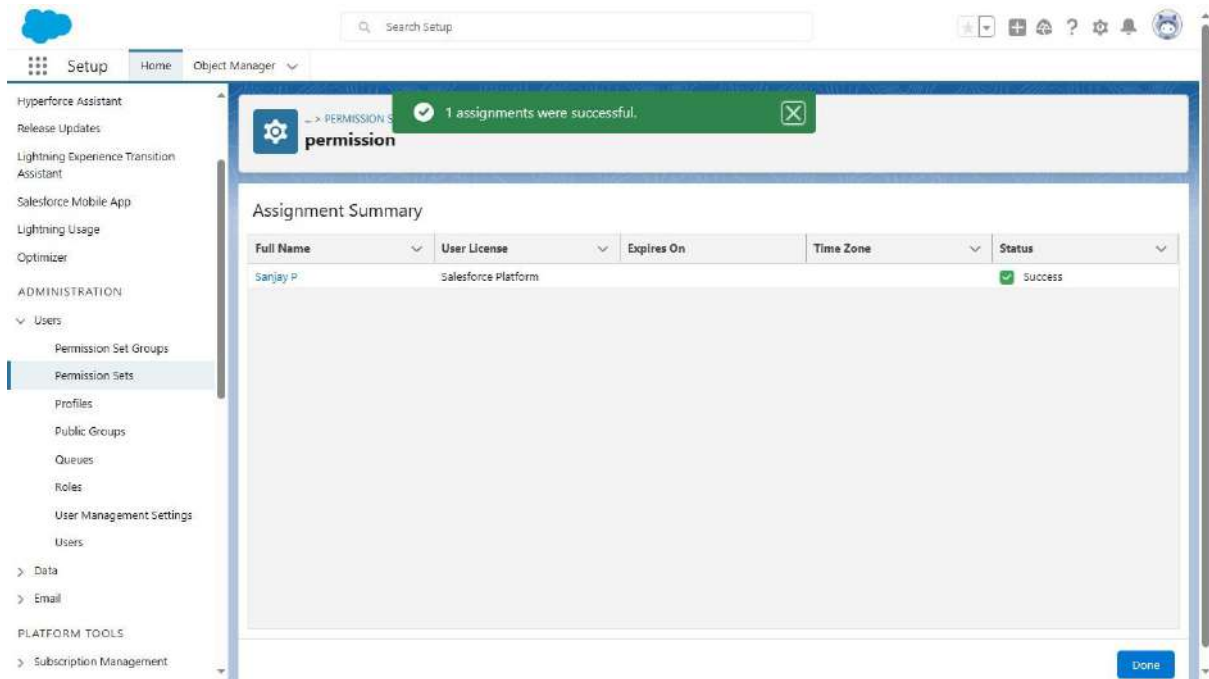 Search Setup
?
Setup Home Object Manager
Hyperforce Assistant
Release Updates
Lightning Experience Transition
Assistant
Salesforce Mobile App
Lightning Usage
Optimizer
ADMINISTRATION
Users
Permission Set Groups
Permission Sets
Profiles
Public Groups
Queues
Roles
User Management Settings
Users
Data
Email
PLATFORM TOOLS
Subscription Management
... > PERMISSION S
permission
1 assignments were successful.
Assignment Summary
Full Name User License Expires On Time Zone Status
Sanjay P Salesforce Platform Success
Done